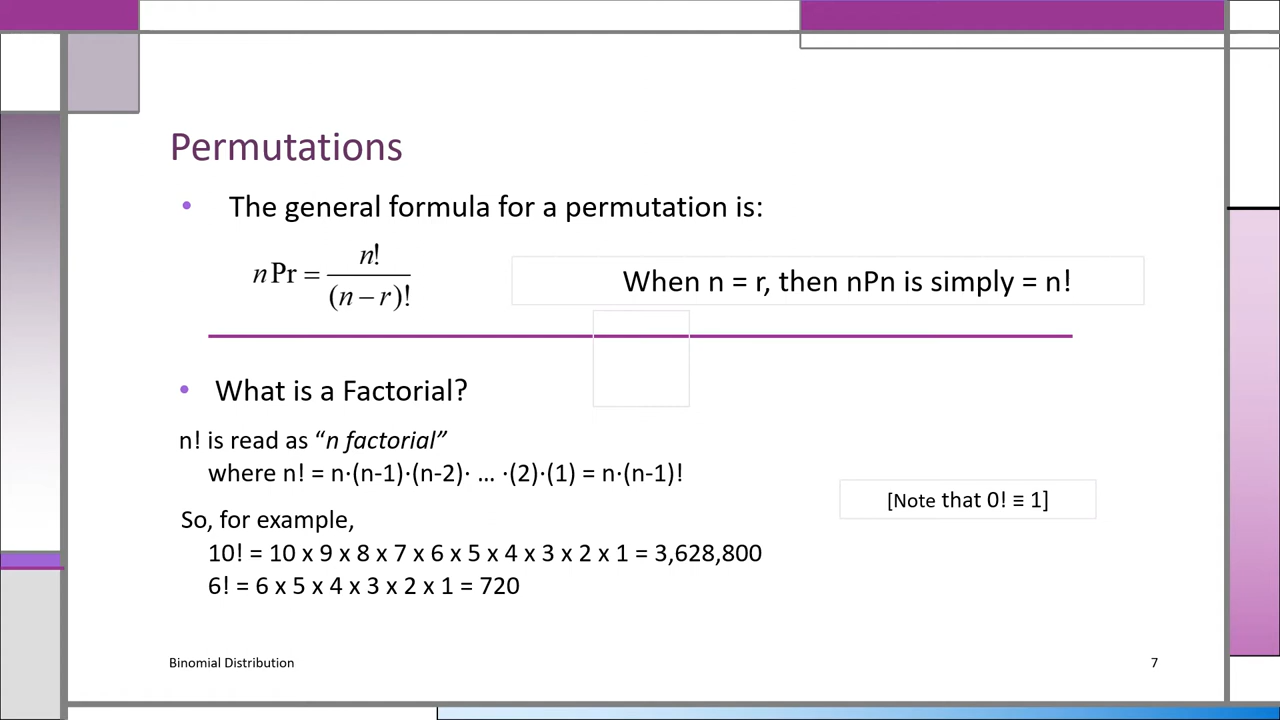 Permutations
• The general formula for a permutation is:
nPr = n! / (n − r)!
When n = r, then nPn is simply = n!
• What is a Factorial?
n! is read as “n factorial”
where n! = n·(n-1)·(n-2)· … ·(2)·(1) = n·(n-1)!
[Note that 0! ≡ 1]
So, for example,
10! = 10 x 9 x 8 x 7 x 6 x 5 x 4 x 3 x 2 x 1 = 3,628,800
6! = 6 x 5 x 4 x 3 x 2 x 1 = 720
Binomial Distribution
7